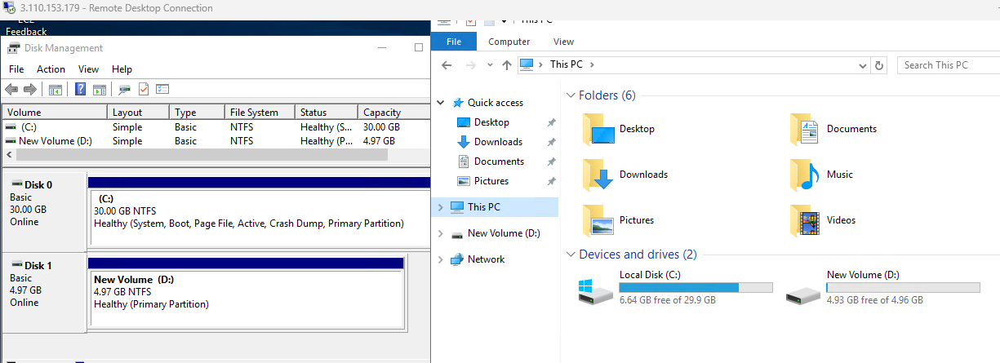 3.110.153.179 - Remote Desktop Connection
Feedback
Disk Management
File Action View Help
Volume Layout Type File System Status Capacity
(C:) Simple Basic NTFS Healthy (S... 30.00 GB
New Volume (D:) Simple Basic NTFS Healthy (P... 4.97 GB
Disk 0
Basic
30.00 GB
Online
(C:)
30.00 GB NTFS
Healthy (System, Boot, Page File, Active, Crash Dump, Primary Partition)
Disk 1
Basic
4.97 GB
Online
New Volume (D:)
4.97 GB NTFS
Healthy (Primary Partition)
This PC
File Computer View
This PC
Search This PC
Quick access
Desktop
Downloads
Documents
Pictures
This PC
New Volume (D:)
Network
Folders (6)
Desktop
Documents
Downloads
Music
Pictures
Videos
Devices and drives (2)
Local Disk (C:)
6.64 GB free of 29.9 GB
New Volume (D:)
4.93 GB free of 4.96 GB